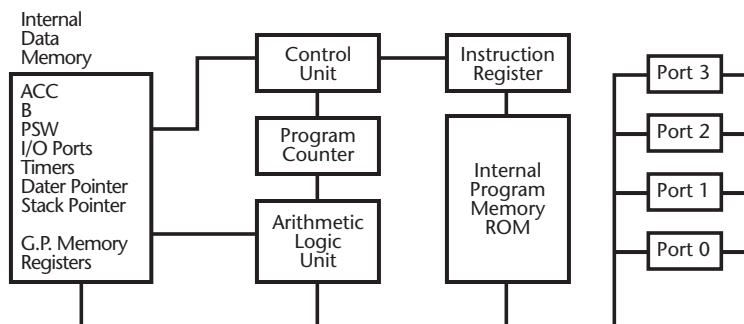 Internal
Data
Memory
ACC
B
PSW
I/O Ports
Timers
Dater Pointer
Stack Pointer
G.P. Memory
Registers
Control
Unit
Program
Counter
Arithmetic
Logic
Unit
Instruction
Register
Internal
Program
Memory
ROM
Port 3
Port 2
Port 1
Port 0